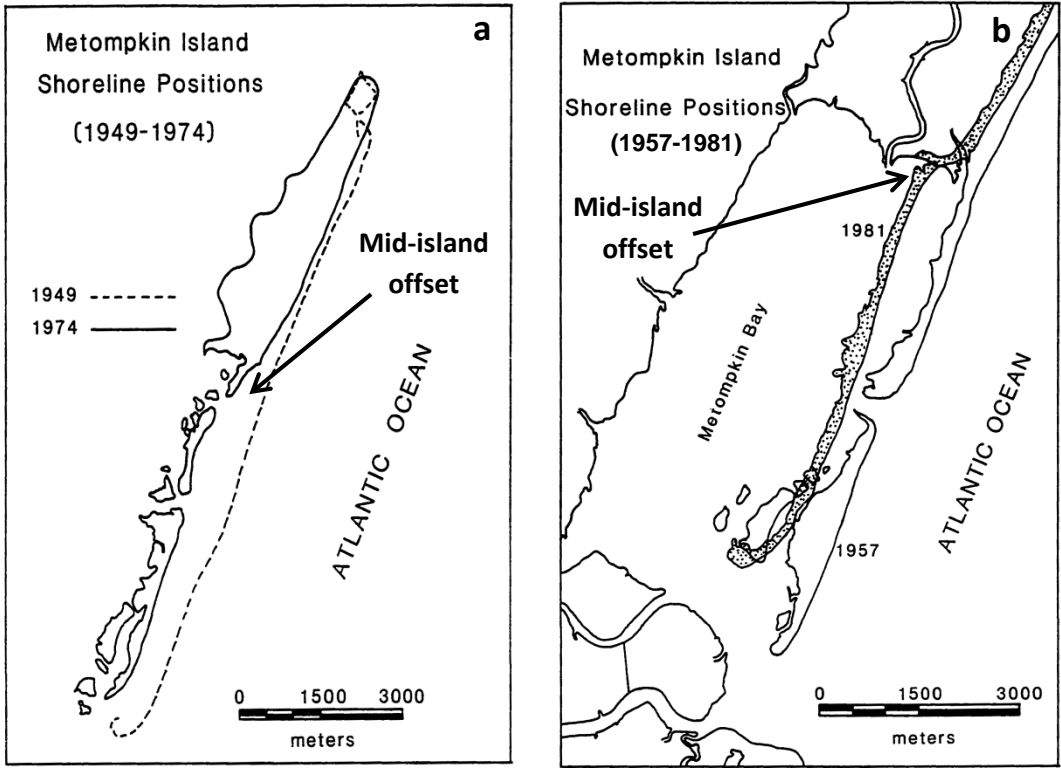 a
Metompkin Island
Shoreline Positions
(1949-1974)
Mid-island
offset
1949
1974
ATLANTIC OCEAN
0 1500 3000
meters
b
Metompkin Island
Shoreline Positions
(1957-1981)
Mid-island
offset
1981
Metompkin Bay
ATLANTIC OCEAN
1957
0 1500 3000
meters